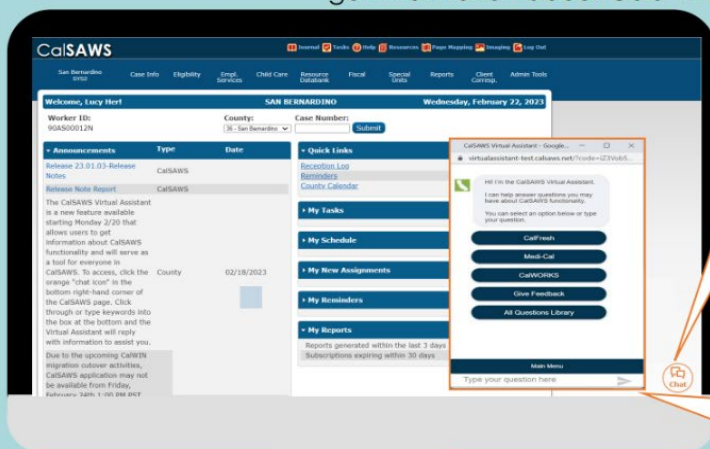 CalSAWS
Journal Tasks Help Resources Page Mapping Imaging Log Out
San Bernardino
Case Info Eligibility Empl. Services Child Care Resource Databank Fiscal Special Units Reports Client Corresp. Admin Tools
Welcome, Lucy Her! SAN BERNARDINO Wednesday, February 22, 2023
Worker ID: County: Case Number:
90AS00012N 36 - San Bernardino Submit
Announcements Type Date
Release 23.01.03-Release
Notes CalSAWS
Release Note Report CalSAWS
The CalSAWS Virtual Assistant
is a new feature available
starting Monday 2/20 that
allows users to get
information about CalSAWS
functionality and will serve as
a tool for everyone in
CalSAWS. To access, click the County 02/18/2023
orange "chat icon" in the
bottom right-hand corner of
the CalSAWS page. Click
through or type keywords into
the box at the bottom and the
Virtual Assistant will reply
with information to assist you.
Due to the upcoming CalWIN
migration cutover activities,
CalSAWS application may not
be available from Friday,
February 24th 1:00 PM PST
Quick Links
Reception Log
Reminders
County Calendar
My Tasks
My Schedule
My New Assignments
My Reminders
My Reports
Reports generated within the last 3 days
Subscriptions expiring within 30 days
CalSAWS Virtual Assistant - Google...
virtualassistant-test.calsaws.net/?code=
Hi! I'm the CalSAWS Virtual Assistant.
I can help answer questions you may
have about CalSAWS functionality.
You can select an option below or type
your question.
CalFresh
Medi-Cal
CalWORKS
Give Feedback
All Questions Library
Main Menu
Type your question here
Chat